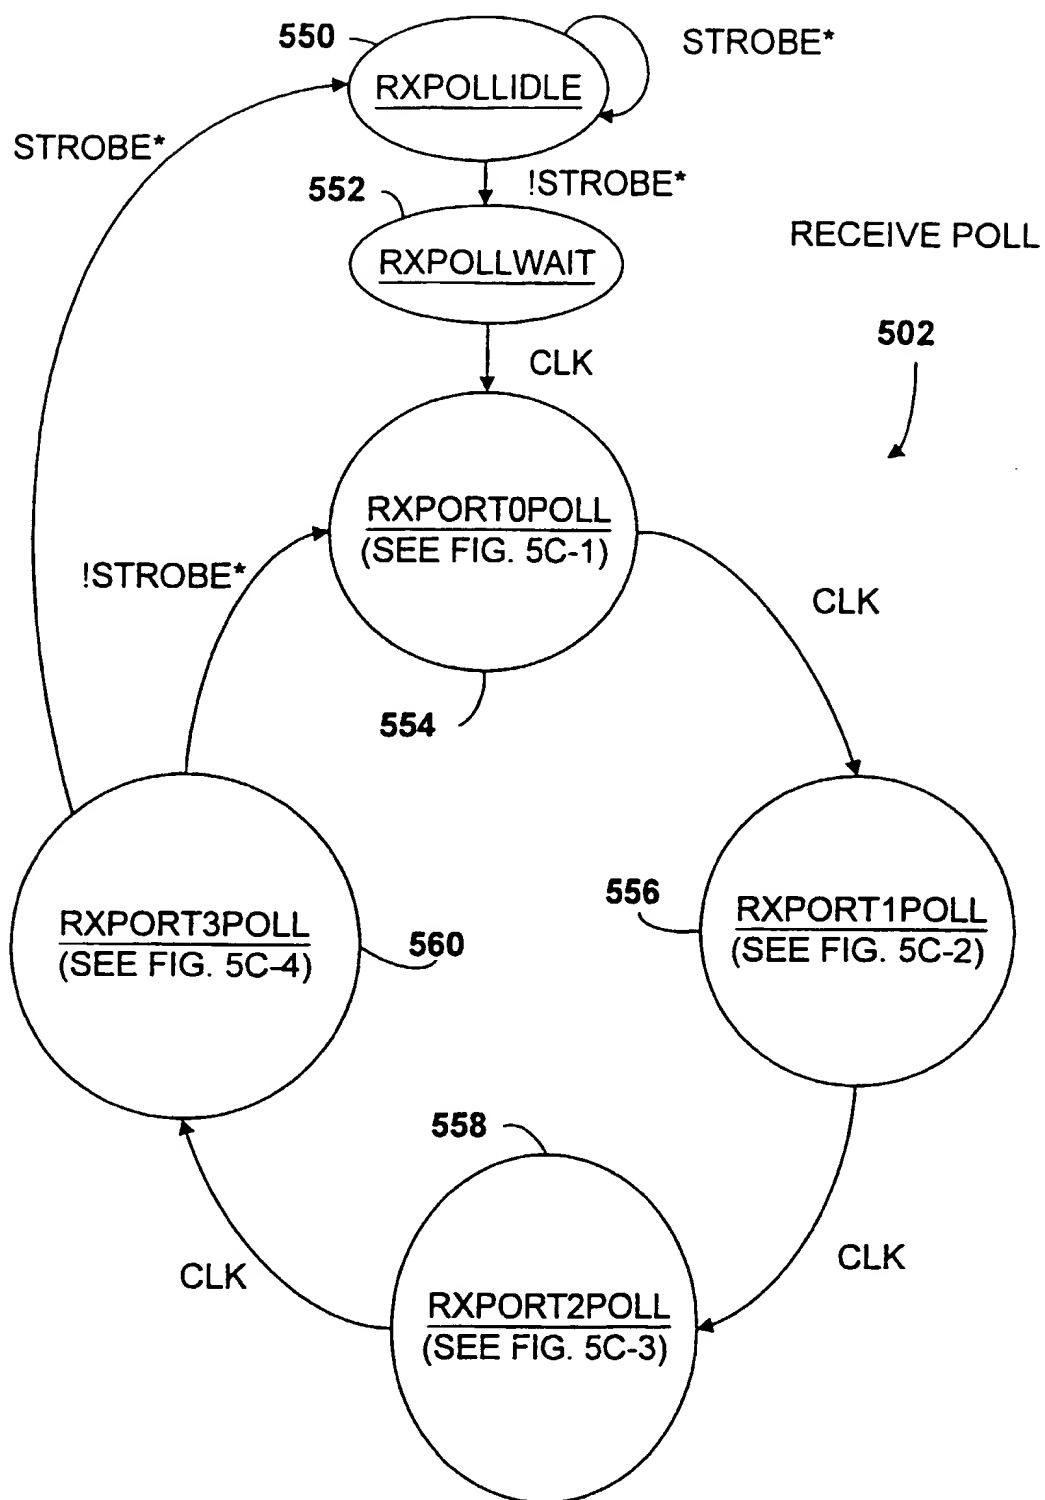 550
STROBE*
RXPOLLIDLE
STROBE*
!STROBE*
552
RXPOLLWAIT
RECEIVE POLL
502
CLK
RXPORT0POLL
(SEE FIG. 5C-1)
!STROBE*
CLK
554
556
RXPORT1POLL
(SEE FIG. 5C-2)
RXPORT3POLL
(SEE FIG. 5C-4)
560
558
CLK
CLK
RXPORT2POLL
(SEE FIG. 5C-3)